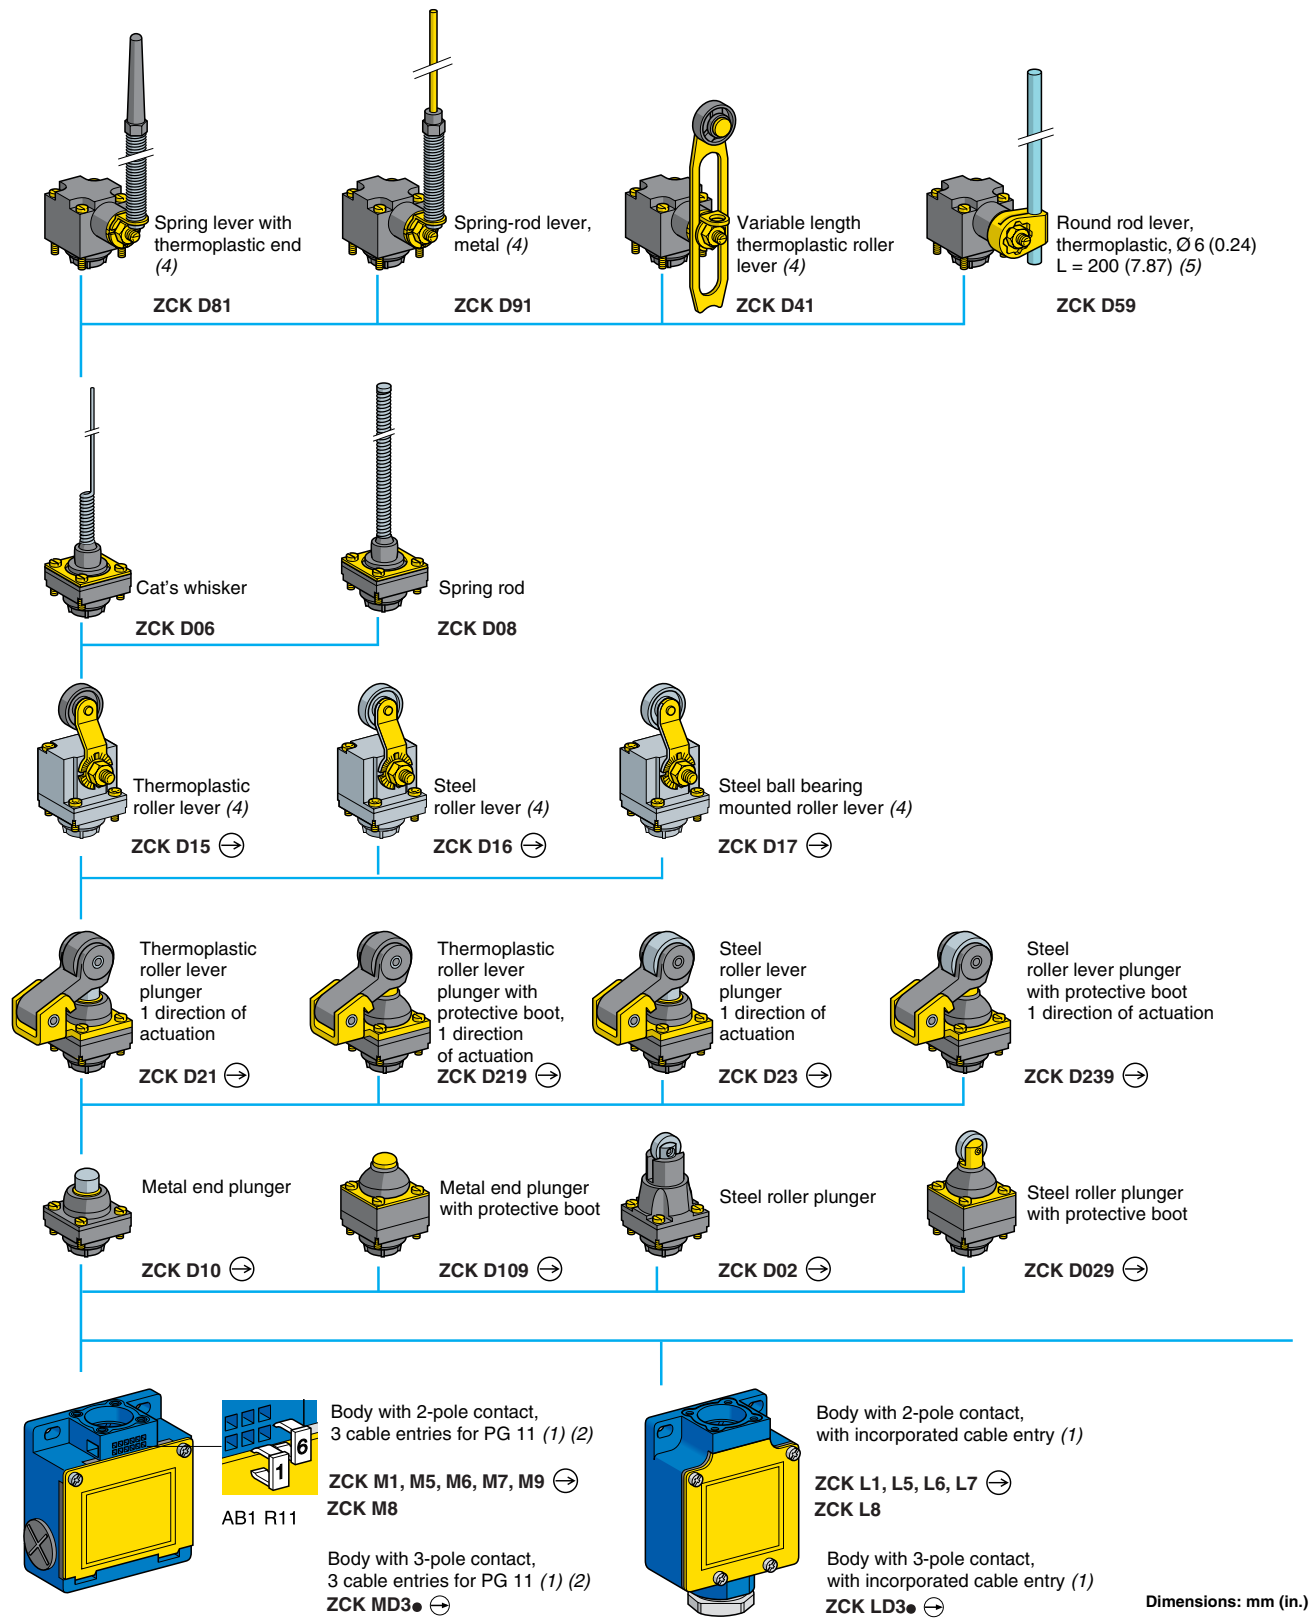 Spring lever with
thermoplastic end
(4)
ZCK D81
Spring-rod lever,
metal (4)
ZCK D91
Variable length
thermoplastic roller
lever (4)
ZCK D41
Round rod lever,
thermoplastic, Ø 6 (0.24)
L = 200 (7.87) (5)
ZCK D59
Cat's whisker
ZCK D06
Spring rod
ZCK D08
Thermoplastic
roller lever (4)
ZCK D15
Steel
roller lever (4)
ZCK D16
Steel ball bearing
mounted roller lever (4)
ZCK D17
Thermoplastic
roller lever
plunger
1 direction of
actuation
ZCK D21
Thermoplastic
roller lever
plunger with
protective boot,
1 direction
of actuation
ZCK D219
Steel
roller lever
plunger
1 direction of
actuation
ZCK D23
Steel
roller lever plunger
with protective boot
1 direction of actuation
ZCK D239
Metal end plunger
ZCK D10
Metal end plunger
with protective boot
ZCK D109
Steel roller plunger
ZCK D02
Steel roller plunger
with protective boot
ZCK D029
6
1
AB1 R11
Body with 2-pole contact,
3 cable entries for PG 11 (1) (2)
ZCK M1, M5, M6, M7, M9
ZCK M8
Body with 3-pole contact,
3 cable entries for PG 11 (1) (2)
ZCK MD3●
Body with 2-pole contact,
with incorporated cable entry (1)
ZCK L1, L5, L6, L7
ZCK L8
Body with 3-pole contact,
with incorporated cable entry (1)
ZCK LD3●
Dimensions: mm (in.)